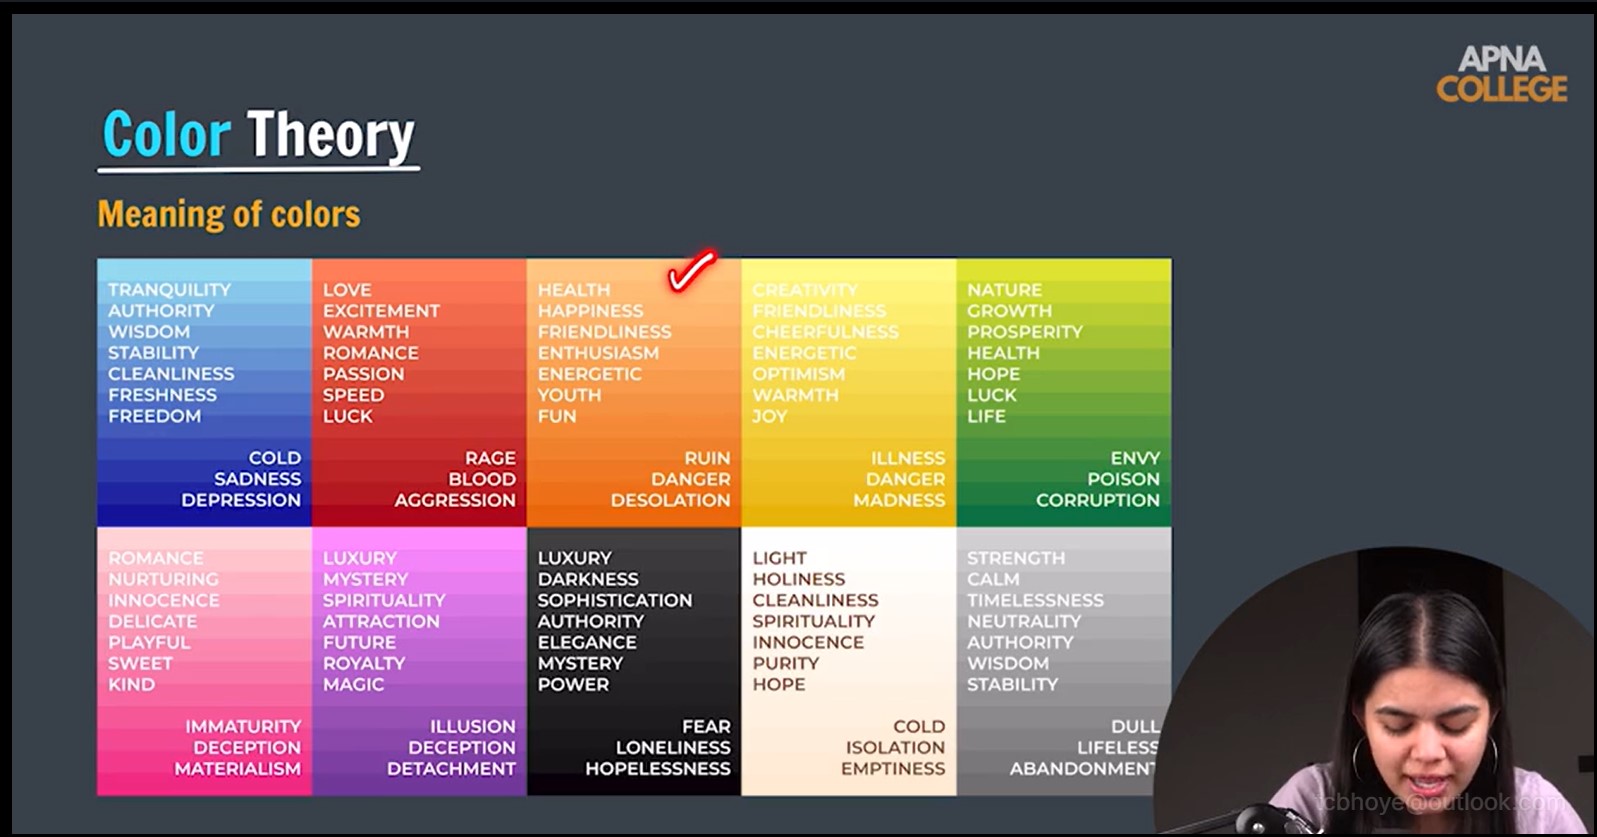 APNA
COLLEGE
Color Theory
Meaning of colors
TRANQUILITY
AUTHORITY
WISDOM
STABILITY
CLEANLINESS
FRESHNESS
FREEDOM
COLD
SADNESS
DEPRESSION
LOVE
EXCITEMENT
WARMTH
ROMANCE
PASSION
SPEED
LUCK
RAGE
BLOOD
AGGRESSION
HEALTH
HAPPINESS
FRIENDLINESS
ENTHUSIASM
ENERGETIC
YOUTH
FUN
RUIN
DANGER
DESOLATION
CREATIVITY
FRIENDLINESS
CHEERFULNESS
ENERGETIC
OPTIMISM
WARMTH
JOY
ILLNESS
DANGER
MADNESS
NATURE
GROWTH
PROSPERITY
HEALTH
HOPE
LUCK
LIFE
ENVY
POISON
CORRUPTION
ROMANCE
NURTURING
INNOCENCE
DELICATE
PLAYFUL
SWEET
KIND
IMMATURITY
DECEPTION
MATERIALISM
LUXURY
MYSTERY
SPIRITUALITY
ATTRACTION
FUTURE
ROYALTY
MAGIC
ILLUSION
DECEPTION
DETACHMENT
LUXURY
DARKNESS
SOPHISTICATION
AUTHORITY
ELEGANCE
MYSTERY
POWER
FEAR
LONELINESS
HOPELESSNESS
LIGHT
HOLINESS
CLEANLINESS
SPIRITUALITY
INNOCENCE
PURITY
HOPE
COLD
ISOLATION
EMPTINESS
STRENGTH
CALM
TIMELESSNESS
NEUTRALITY
AUTHORITY
WISDOM
STABILITY
DULL
LIFELESS
ABANDONMENT